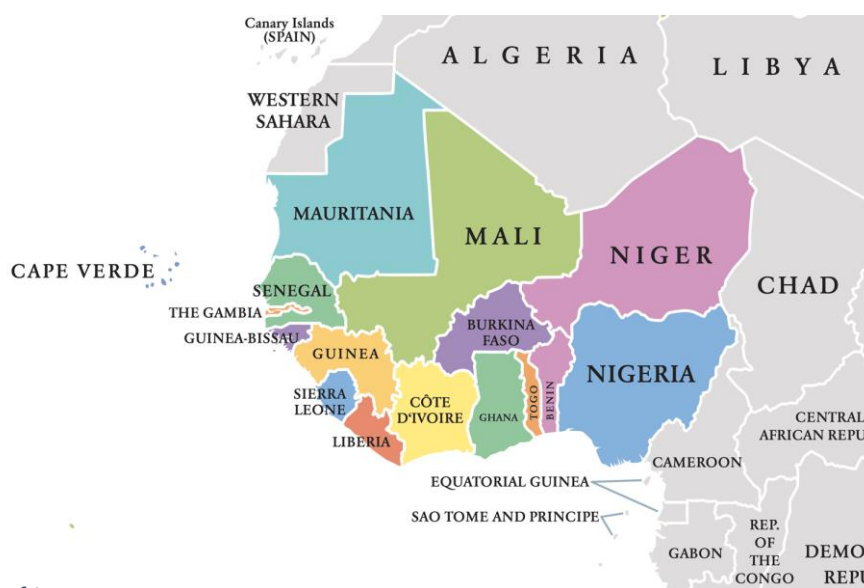 Canary Islands
(SPAIN)
ALGERIA
LIBYA
WESTERN
SAHARA
MAURITANIA
MALI
NIGER
CAPE VERDE
CHAD
SENEGAL
THE GAMBIA
GUINEA-BISSAU
BURKINA
FASO
GUINEA
NIGERIA
SIERRA
LEONE
CÔTE
D'IVOIRE
GHANA
TOGO
BENIN
LIBERIA
CENTRAL
AFRICAN REPU
CAMEROON
EQUATORIAL GUINEA
SAO TOME AND PRINCIPE
GABON
REP.
OF
THE
CONGO
DEMO
REP